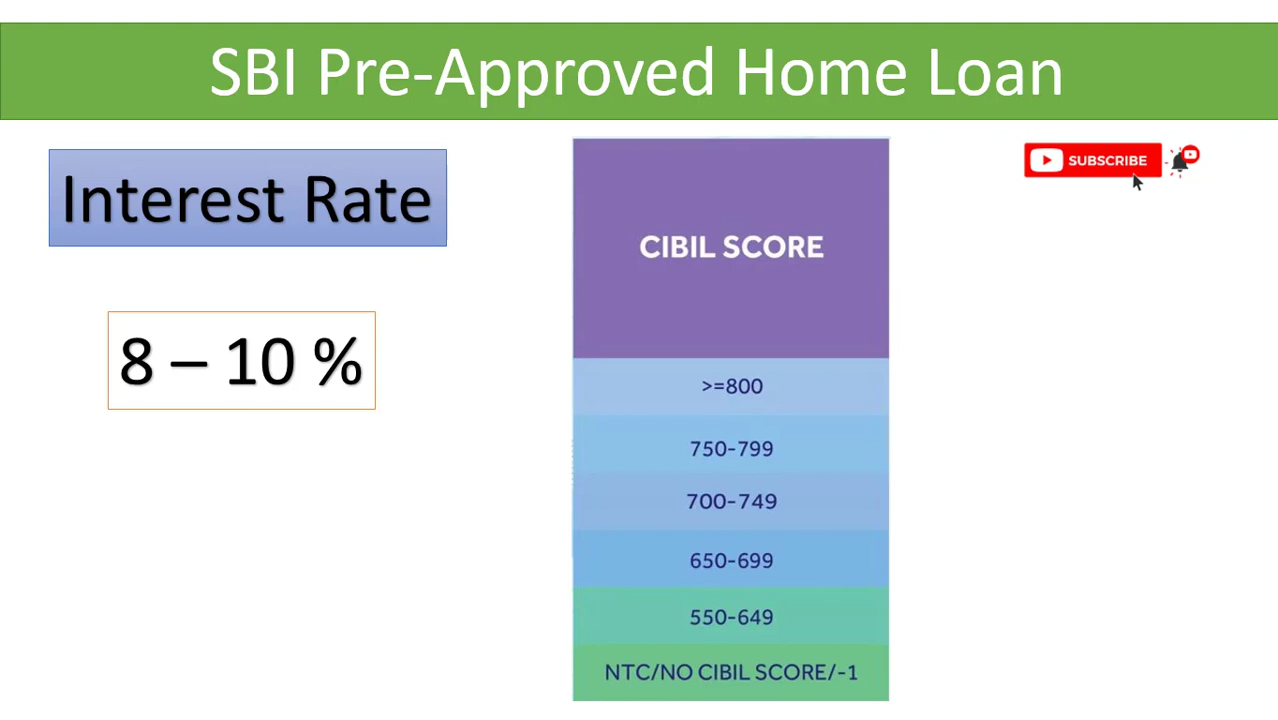 SBI Pre-Approved Home Loan
Interest Rate
8 – 10 %
CIBIL SCORE
>=800
750-799
700-749
650-699
550-649
NTC/NO CIBIL SCORE/-1
SUBSCRIBE